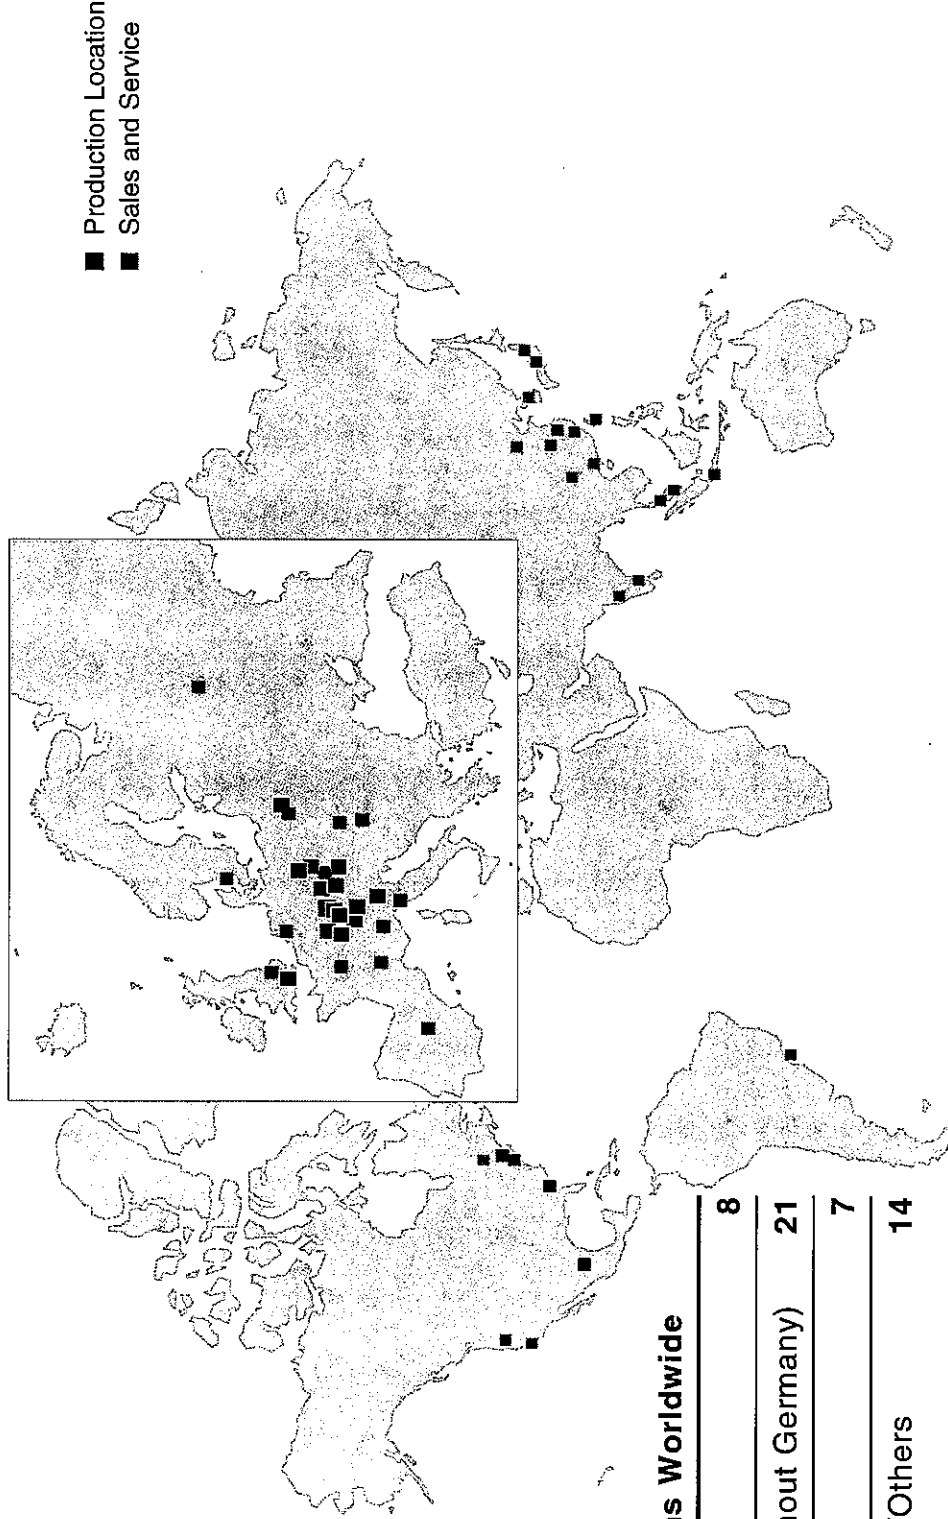 Production Location
Sales and Service
s Worldwide
8
out Germany) 21
7
Others 14